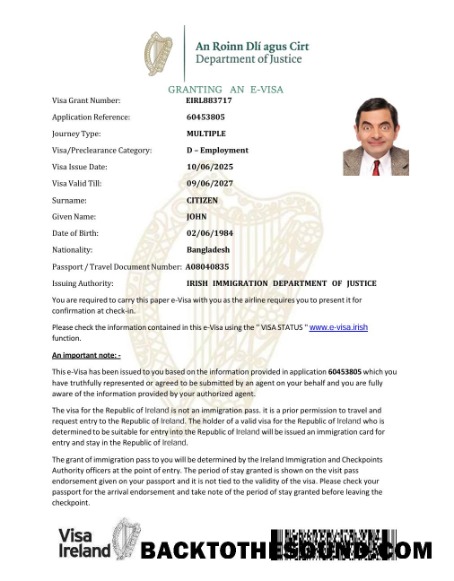 An Roinn Dlí agus Cirt
Department of Justice
GRANTING AN E-VISA
Visa Grant Number: EIRL883717
Application Reference: 60453805
Journey Type: MULTIPLE
Visa/Preclearance Category: D – Employment
Visa Issue Date: 10/06/2025
Visa Valid Till: 09/06/2027
Surname: CITIZEN
Given Name: JOHN
Date of Birth: 02/06/1984
Nationality: Bangladesh
Passport / Travel Document Number: A08040835
Issuing Authority: IRISH IMMIGRATION DEPARTMENT OF JUSTICE
You are required to carry this paper e-Visa with you as the airline requires you to present it for
confirmation at check-in.
Please check the information contained in this e-Visa using the " VISA STATUS " www.e-visa.irish
function.
An important note: -
This e-Visa has been issued to you based on the information provided in application 60453805 which you
have truthfully represented or agreed to be submitted by an agent on your behalf and you are fully
aware of the information provided by your authorized agent.
The visa for the Republic of Ireland is not an immigration pass. it is a prior permission to travel and
request entry to the Republic of Ireland. The holder of a valid visa for the Republic of Ireland who is
determined to be suitable for entry into the Republic of Ireland will be issued an immigration card for
entry and stay in the Republic of Ireland.
The grant of immigration pass to you will be determined by the Ireland Immigration and Checkpoints
Authority officers at the point of entry. The period of stay granted is shown on the visit pass
endorsement given on your passport and it is not tied to the validity of the visa. Please check your
passport for the arrival endorsement and take note of the period of stay granted before leaving the
checkpoint.
Visa
Ireland
BACKTOTHESOUND.COM